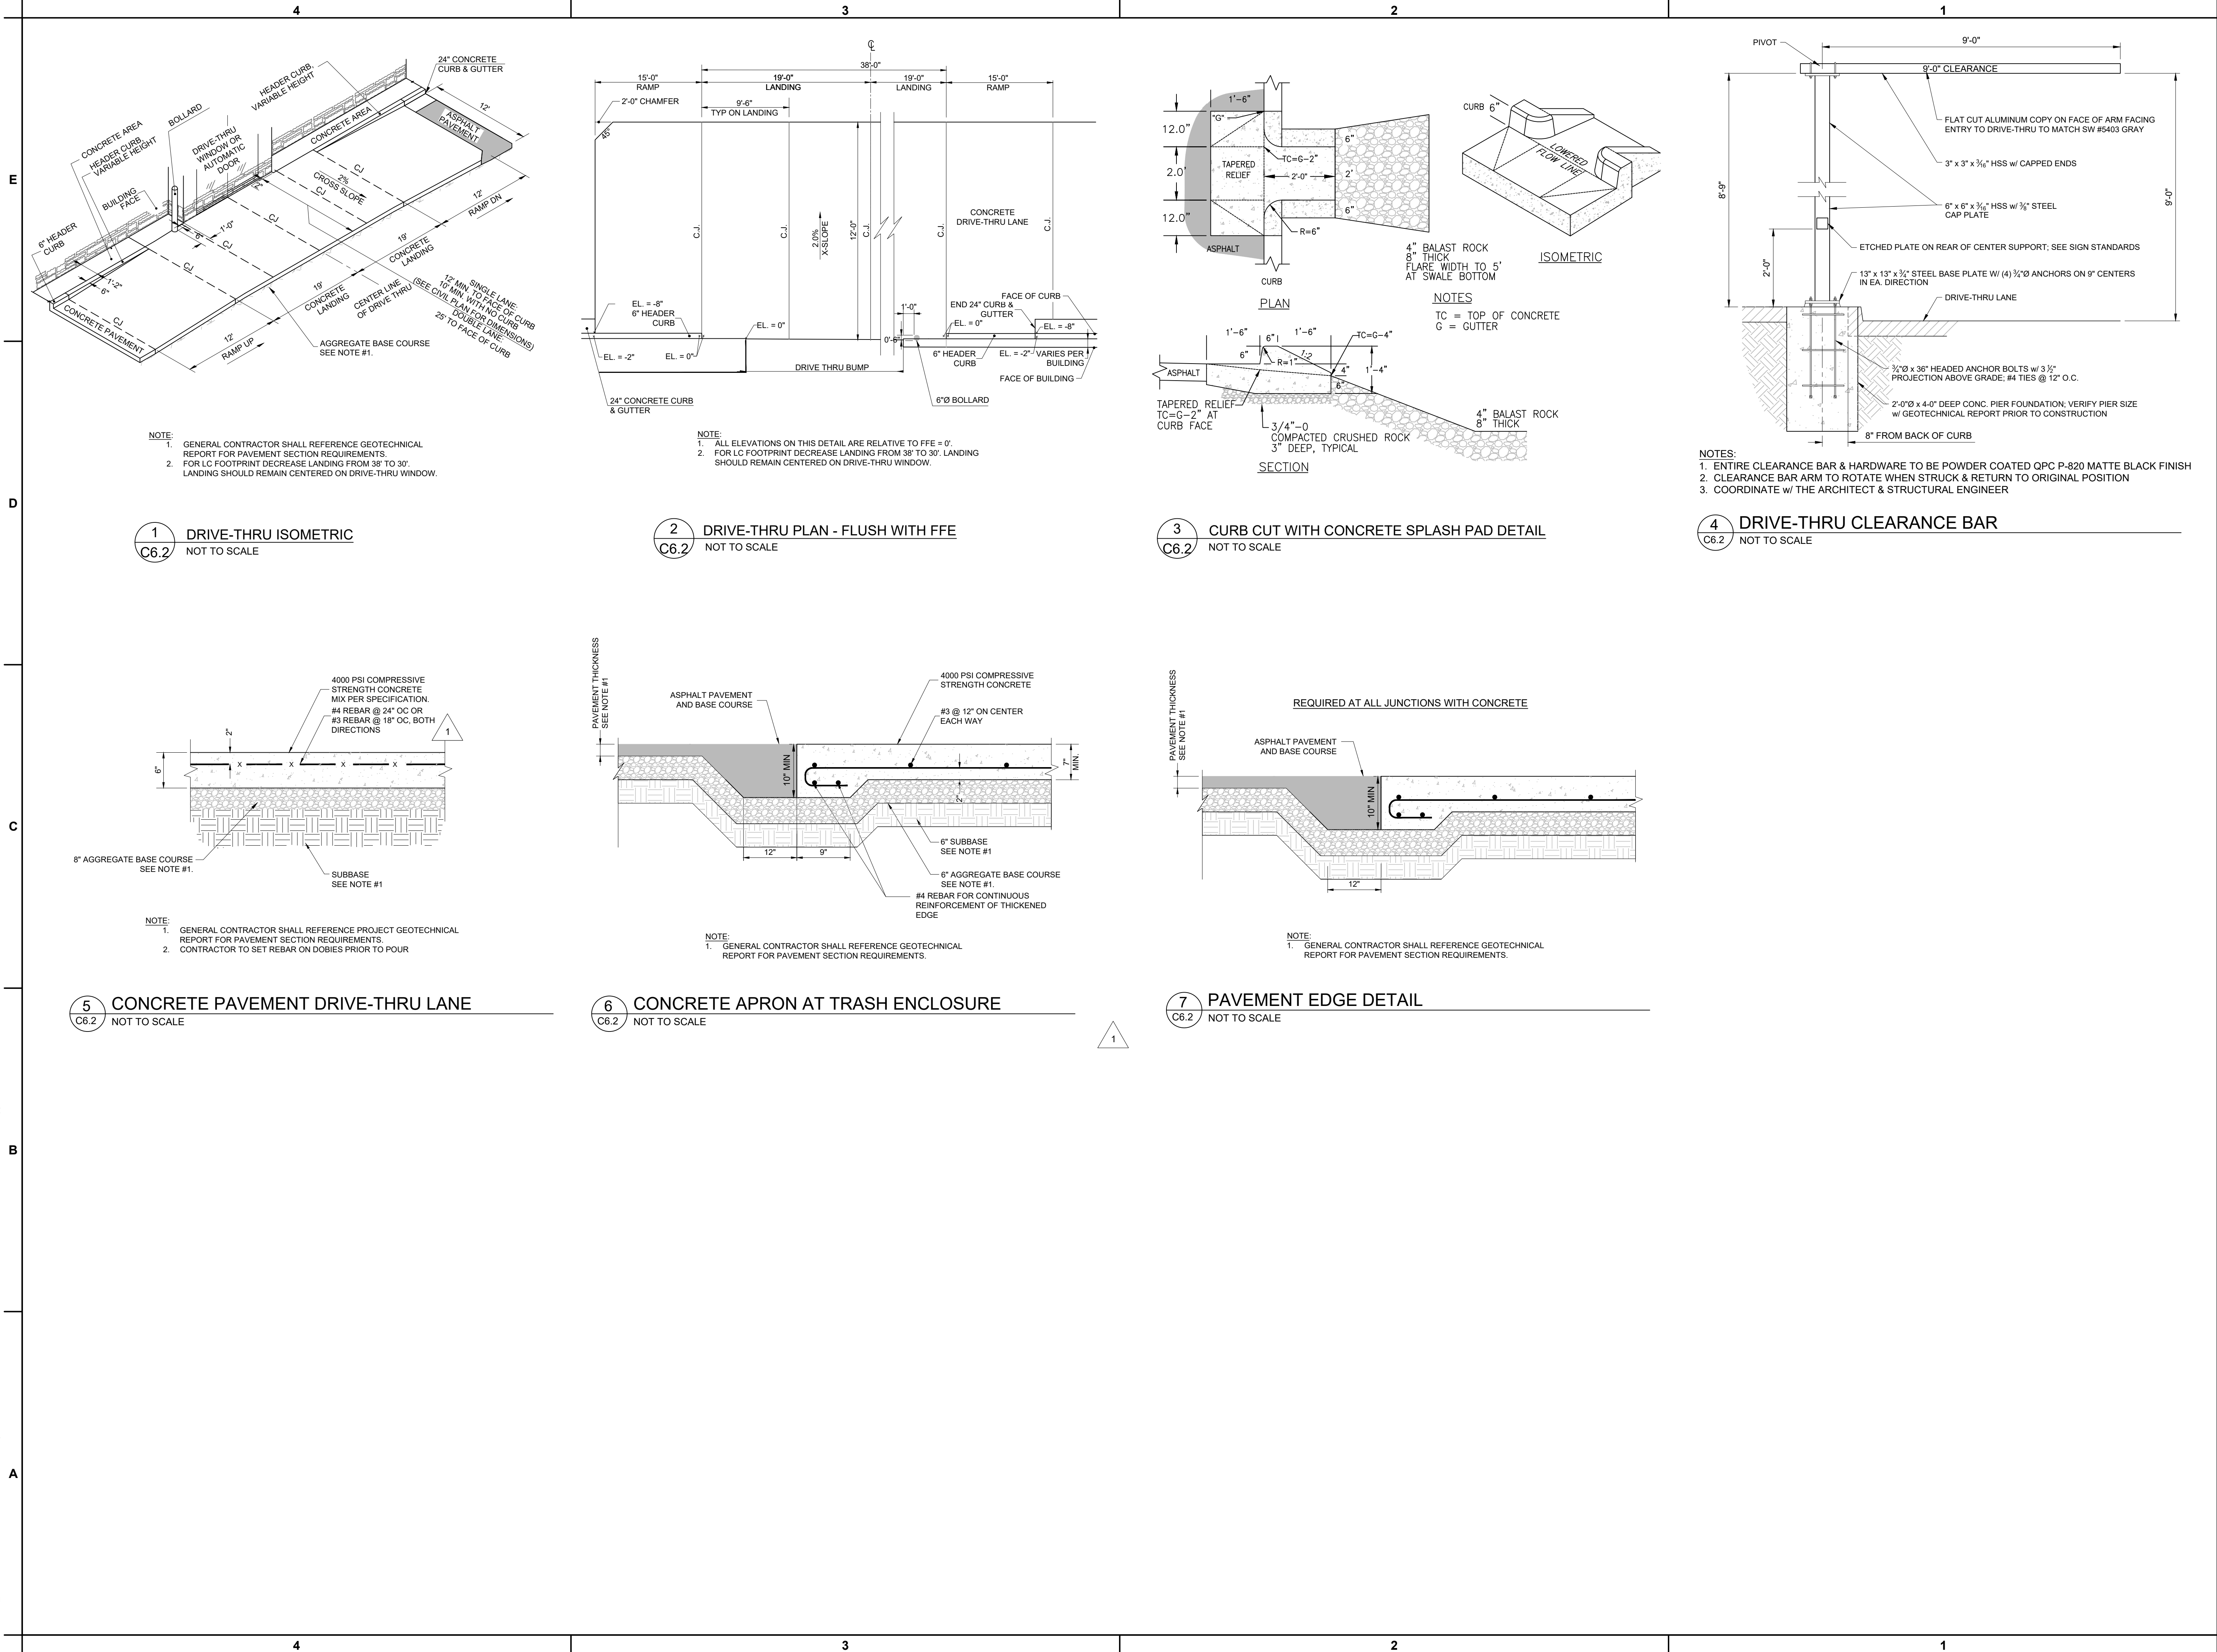 4
3
2
1
E
D
C
B
A
24" CONCRETE
CURB & GUTTER
HEADER CURB,
VARIABLE HEIGHT
BOLLARD
CONCRETE AREA
HEADER CURB,
VARIABLE HEIGHT
DRIVE-THRU
WINDOW OR
AUTOMATIC
DOOR
CONCRETE AREA
ASPHALT
PAVEMENT
12'
BUILDING
FACE
6" HEADER
CURB
2"
CJ
2%
CROSS SLOPE
CJ
CJ
CJ
CJ
CJ
1'-0"
6"
1'-2"
6"
12'
RAMP DN
19'
CONCRETE
LANDING
19'
CONCRETE
LANDING
CENTER LINE
OF DRIVE THRU
SINGLE LANE:
12' MIN. TO FACE OF CURB
10' MIN. WITH NO CURB
(SEE CIVIL PLAN FOR DIMENSIONS)
DOUBLE LANE:
25' TO FACE OF CURB
12'
RAMP UP
CONCRETE PAVEMENT
AGGREGATE BASE COURSE
SEE NOTE #1.
NOTE:
1. GENERAL CONTRACTOR SHALL REFERENCE GEOTECHNICAL
REPORT FOR PAVEMENT SECTION REQUIREMENTS.
2. FOR LC FOOTPRINT DECREASE LANDING FROM 38' TO 30'.
LANDING SHOULD REMAIN CENTERED ON DRIVE-THRU WINDOW.
1
C6.2
DRIVE-THRU ISOMETRIC
NOT TO SCALE
℄
38'-0"
15'-0"
RAMP
19'-0"
LANDING
19'-0"
LANDING
15'-0"
RAMP
2'-0" CHAMFER
9'-6"
TYP ON LANDING
45°
C.J.
C.J.
2.0%
X-SLOPE
12'-0"
C.J.
C.J.
CONCRETE
DRIVE-THRU LANE
C.J.
EL. = -8"
6" HEADER
CURB
EL. = 0"
1'-0"
FACE OF CURB
END 24" CURB &
GUTTER
EL. = 0"
EL. = -8"
EL. = -2"
EL. = 0"
0'-6"
6" HEADER
CURB
EL. = -2"
VARIES PER
BUILDING
DRIVE THRU BUMP
FACE OF BUILDING
24" CONCRETE CURB
& GUTTER
6"Ø BOLLARD
NOTE:
1. ALL ELEVATIONS ON THIS DETAIL ARE RELATIVE TO FFE = 0'.
2. FOR LC FOOTPRINT DECREASE LANDING FROM 38' TO 30'. LANDING
SHOULD REMAIN CENTERED ON DRIVE-THRU WINDOW.
2
C6.2
DRIVE-THRU PLAN - FLUSH WITH FFE
NOT TO SCALE
1'-6"
"G"
12.0"
6"
TC=G-2"
TAPERED
RELIEF
2.0'
2'-0"
2'
12.0"
6"
R=6"
ASPHALT
CURB
PLAN
CURB 6"
LOWERED
FLOW LINE
ISOMETRIC
4" BALAST ROCK
8" THICK
FLARE WIDTH TO 5'
AT SWALE BOTTOM
NOTES
TC = TOP OF CONCRETE
G = GUTTER
1'-6"
6"
1'-6"
TC=G-4"
6"
R=1"
1:2
4"
1'-4"
6"
ASPHALT
TAPERED RELIEF
TC=G-2" AT
CURB FACE
3/4"-0
COMPACTED CRUSHED ROCK
3" DEEP, TYPICAL
4" BALAST ROCK
8" THICK
SECTION
3
C6.2
CURB CUT WITH CONCRETE SPLASH PAD DETAIL
NOT TO SCALE
PIVOT
9'-0"
9'-0" CLEARANCE
FLAT CUT ALUMINUM COPY ON FACE OF ARM FACING
ENTRY TO DRIVE-THRU TO MATCH SW #5403 GRAY
3" x 3" x 3⁄16" HSS w/ CAPPED ENDS
8'-9"
9'-0"
6" x 6" x 3⁄16" HSS w/ 3⁄8" STEEL
CAP PLATE
ETCHED PLATE ON REAR OF CENTER SUPPORT; SEE SIGN STANDARDS
2'-0"
13" x 13" x 3⁄4" STEEL BASE PLATE W/ (4) 3⁄4"Ø ANCHORS ON 9" CENTERS
IN EA. DIRECTION
DRIVE-THRU LANE
3⁄4"Ø x 36" HEADED ANCHOR BOLTS w/ 3 1⁄2"
PROJECTION ABOVE GRADE; #4 TIES @ 12" O.C.
2'-0"Ø x 4-0" DEEP CONC. PIER FOUNDATION; VERIFY PIER SIZE
w/ GEOTECHNICAL REPORT PRIOR TO CONSTRUCTION
8" FROM BACK OF CURB
NOTES:
1. ENTIRE CLEARANCE BAR & HARDWARE TO BE POWDER COATED QPC P-820 MATTE BLACK FINISH
2. CLEARANCE BAR ARM TO ROTATE WHEN STRUCK & RETURN TO ORIGINAL POSITION
3. COORDINATE w/ THE ARCHITECT & STRUCTURAL ENGINEER
4
C6.2
DRIVE-THRU CLEARANCE BAR
NOT TO SCALE
4000 PSI COMPRESSIVE
STRENGTH CONCRETE
MIX PER SPECIFICATION.
#4 REBAR @ 24" OC OR
#3 REBAR @ 18" OC, BOTH
DIRECTIONS
1
2"
6"
X X X X
8" AGGREGATE BASE COURSE
SEE NOTE #1.
SUBBASE
SEE NOTE #1
NOTE:
1. GENERAL CONTRACTOR SHALL REFERENCE PROJECT GEOTECHNICAL
REPORT FOR PAVEMENT SECTION REQUIREMENTS.
2. CONTRACTOR TO SET REBAR ON DOBIES PRIOR TO POUR
5
C6.2
CONCRETE PAVEMENT DRIVE-THRU LANE
NOT TO SCALE
PAVEMENT THICKNESS
SEE NOTE #1
ASPHALT PAVEMENT
AND BASE COURSE
4000 PSI COMPRESSIVE
STRENGTH CONCRETE
#3 @ 12" ON CENTER
EACH WAY
10" MIN
7"
MIN.
2"
12"
9"
6" SUBBASE
SEE NOTE #1
6" AGGREGATE BASE COURSE
SEE NOTE #1.
#4 REBAR FOR CONTINUOUS
REINFORCEMENT OF THICKENED
EDGE
NOTE:
1. GENERAL CONTRACTOR SHALL REFERENCE GEOTECHNICAL
REPORT FOR PAVEMENT SECTION REQUIREMENTS.
6
C6.2
CONCRETE APRON AT TRASH ENCLOSURE
NOT TO SCALE
1
PAVEMENT THICKNESS
SEE NOTE #1
REQUIRED AT ALL JUNCTIONS WITH CONCRETE
ASPHALT PAVEMENT
AND BASE COURSE
10" MIN
12"
NOTE:
1. GENERAL CONTRACTOR SHALL REFERENCE GEOTECHNICAL
REPORT FOR PAVEMENT SECTION REQUIREMENTS.
7
C6.2
PAVEMENT EDGE DETAIL
NOT TO SCALE
4
3
2
1